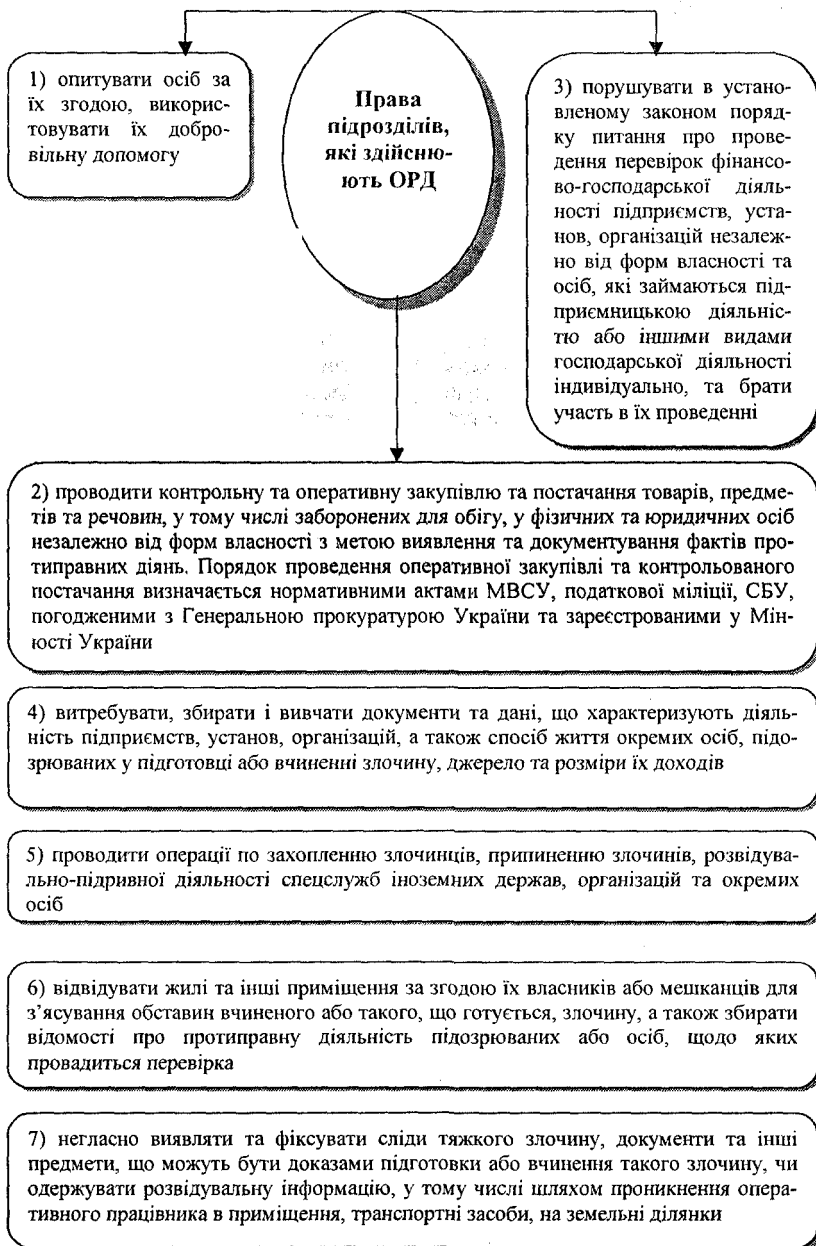 1) опитувати осіб за
їх згодою, викорис-
товувати їх добро-
вільну допомогу
Права
підрозділів,
які здійсню-
ють ОРД
3) порушувати в устано-
вленому законом поряд-
ку питання про прове-
дення перевірок фінансо-
во-господарської діяль-
ності підприємств, уста-
нов, організацій незалеж-
но від форм власності та
осіб, які займаються під-
приємницькою діяльніс-
тю або іншими видами
господарської діяльності
індивідуально, та брати
участь в їх проведенні
2) проводити контрольну та оперативну закупівлю та постачання товарів, предме-
тів та речовин, у тому числі заборонених для обігу, у фізичних та юридичних осіб
незалежно від форм власності з метою виявлення та документування фактів про-
типравних діянь. Порядок проведення оперативної закупівлі та контрольованого
постачання визначається нормативними актами МВСУ, податкової міліції, СБУ,
погодженими з Генеральною прокуратурою України та зареєстрованими у Мін-
юсті України
4) витребувати, збирати і вивчати документи та дані, що характеризують діяль-
ність підприємств, установ, організацій, а також спосіб життя окремих осіб, підо-
зрюваних у підготовці або вчиненні злочину, джерело та розміри їх доходів
5) проводити операції по захопленню злочинців, припиненню злочинів, розвідува-
льно-підривної діяльності спецслужб іноземних держав, організацій та окремих
осіб
6) відвідувати жилі та інші приміщення за згодою їх власників або мешканців для
з’ясування обставин вчиненого або такого, що готується, злочину, а також збирати
відомості про протиправну діяльність підозрюваних або осіб, щодо яких
провадиться перевірка
7) негласно виявляти та фіксувати сліди тяжкого злочину, документи та інші
предмети, що можуть бути доказами підготовки або вчинення такого злочину, чи
одержувати розвідувальну інформацію, у тому числі шляхом проникнення опера-
тивного працівника в приміщення, транспортні засоби, на земельні ділянки